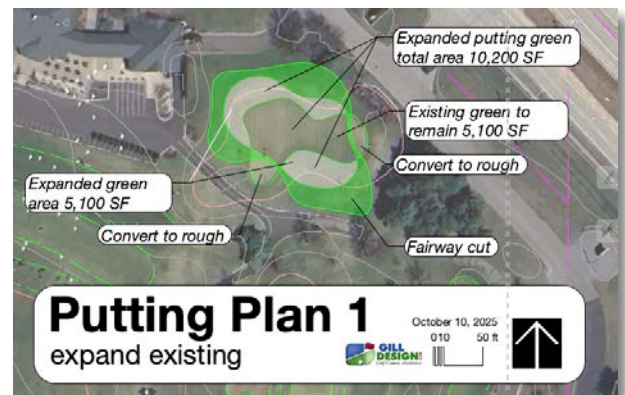 Expanded putting green
total area 10,200 SF
Existing green to
remain 5,100 SF
Convert to rough
Expanded green
area 5,100 SF
Convert to rough
Fairway cut
Putting Plan 1
expand existing
GILL
DESIGN
October 10, 2025
010 50 ft